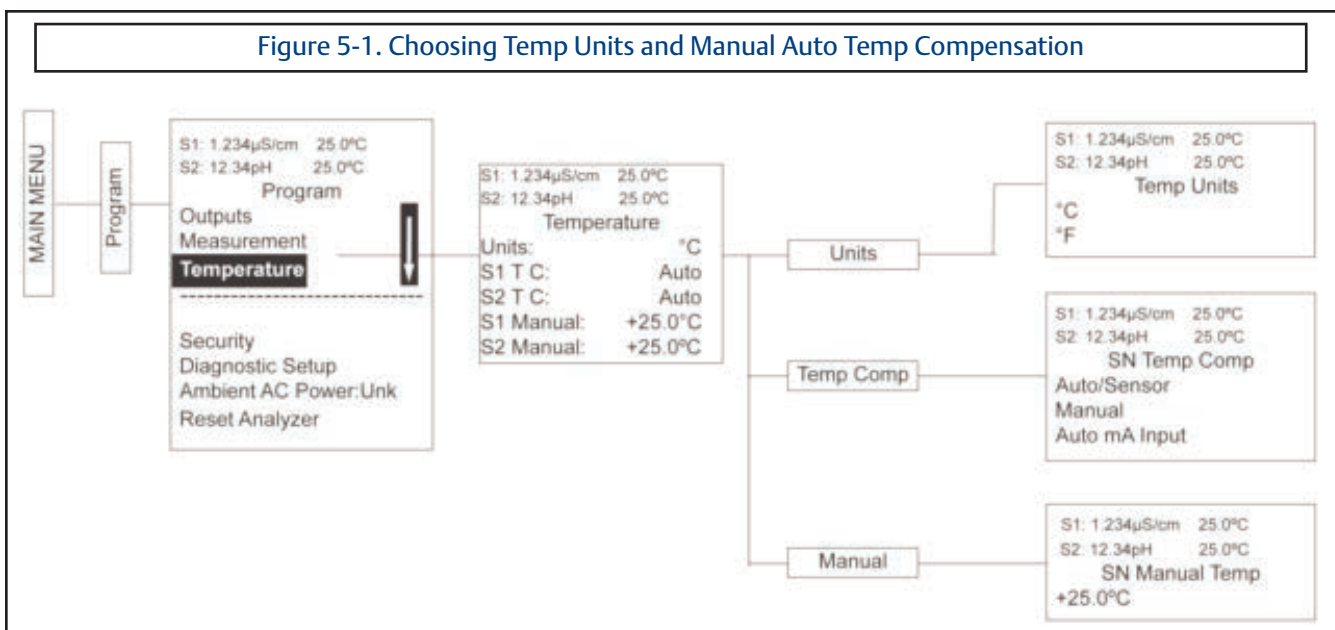 Figure 5-1. Choosing Temp Units and Manual Auto Temp Compensation
MAIN MENU
Program
S1: 1.234µS/cm 25.0ºC
S2: 12.34pH 25.0ºC
Program
Outputs
Measurement
Temperature
Security
Diagnostic Setup
Ambient AC Power:Unk
Reset Analyzer
S1: 1.234µS/cm 25.0ºC
S2: 12.34pH 25.0ºC
Temperature
Units: °C
S1 T C: Auto
S2 T C: Auto
S1 Manual: +25.0°C
S2 Manual: +25.0ºC
Units
S1: 1.234µS/cm 25.0ºC
S2: 12.34pH 25.0ºC
Temp Units
°C
°F
Temp Comp
S1: 1.234µS/cm 25.0ºC
S2: 12.34pH 25.0ºC
SN Temp Comp
Auto/Sensor
Manual
Auto mA Input
Manual
S1: 1.234µS/cm 25.0ºC
S2: 12.34pH 25.0ºC
SN Manual Temp
+25.0ºC